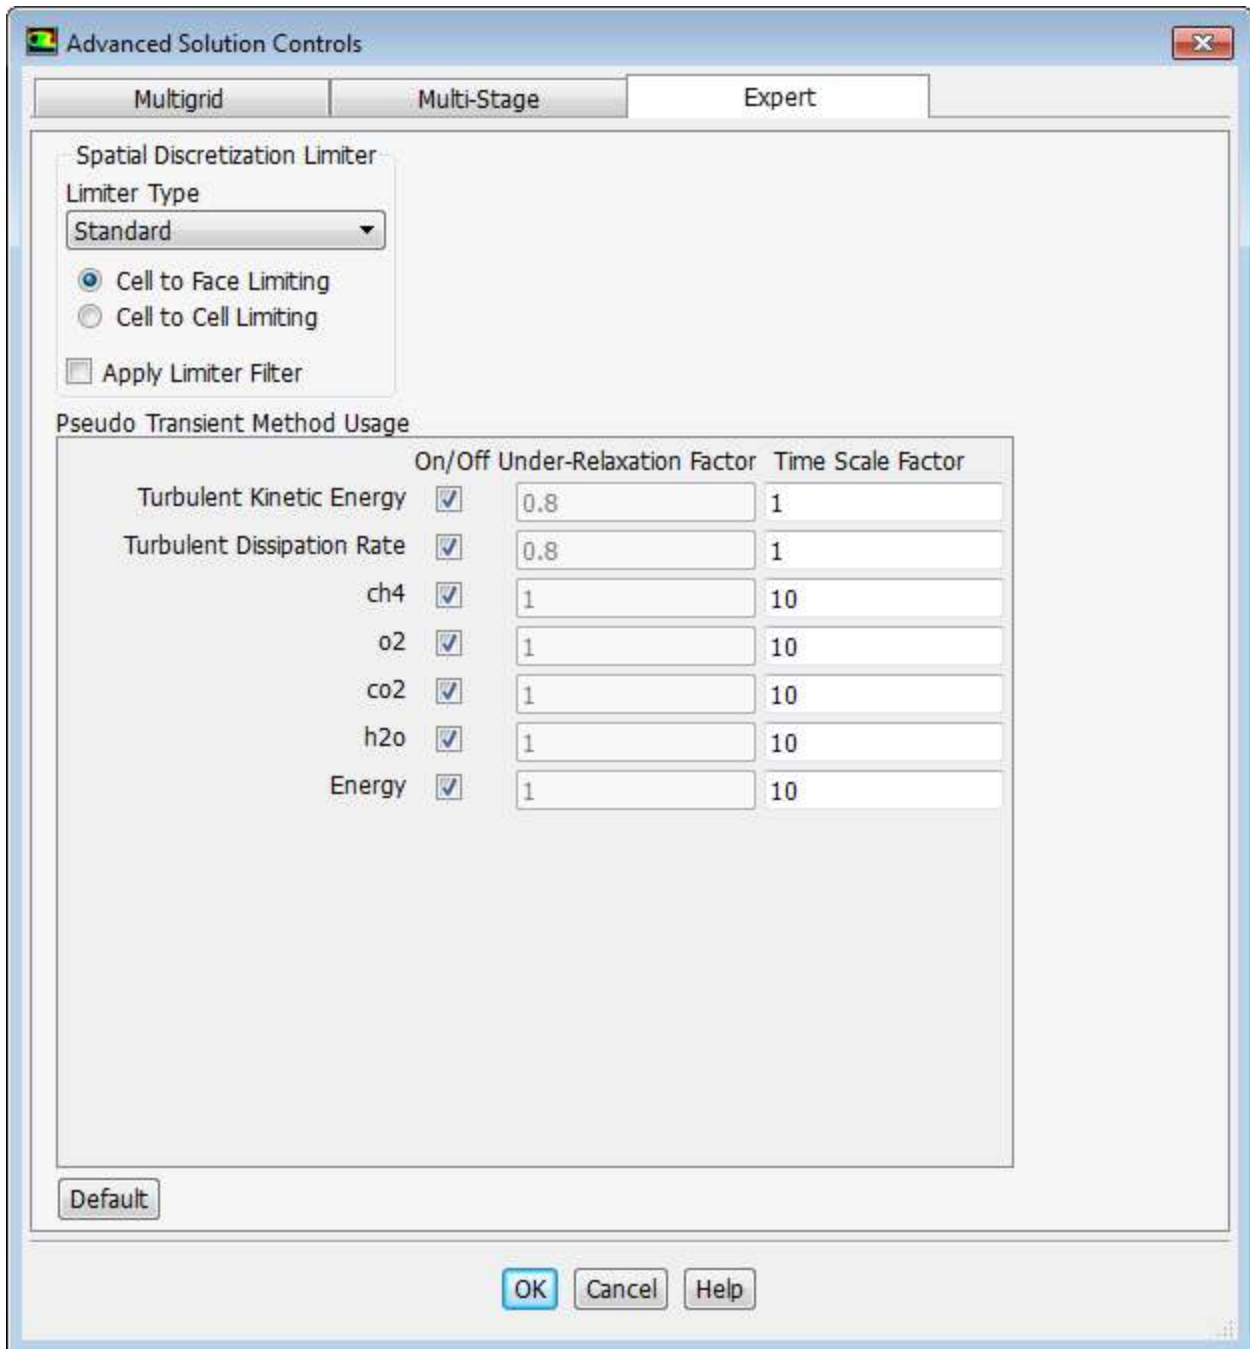 Advanced Solution Controls
Multigrid Multi-Stage Expert
Spatial Discretization Limiter
Limiter Type
Standard
Cell to Face Limiting
Cell to Cell Limiting
Apply Limiter Filter
Pseudo Transient Method Usage
On/Off Under-Relaxation Factor Time Scale Factor
Turbulent Kinetic Energy 0.8 1
Turbulent Dissipation Rate 0.8 1
ch4 1 10
o2 1 10
co2 1 10
h2o 1 10
Energy 1 10
Default
OK Cancel Help